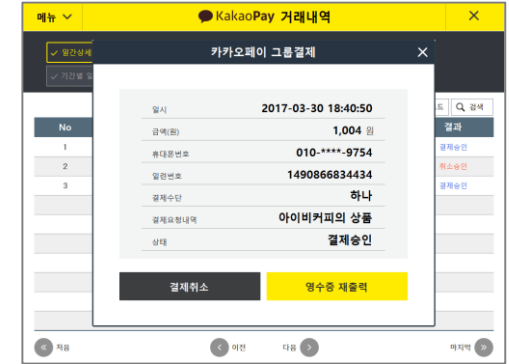 메뉴
KakaoPay 거래내역
카카오페이 그룹결제
일시 2017-03-30 18:40:50
금액(원) 1,004 원
휴대폰번호 010-****-9754
일련번호 1490866834434
결제수단 하나
결제요청내역 아이비커피의 상품
상태 결제승인
결제취소 영수증 재출력
검색
No 결과
1 결제승인
2 취소승인
3 결제승인
처음 이전 다음 마지막